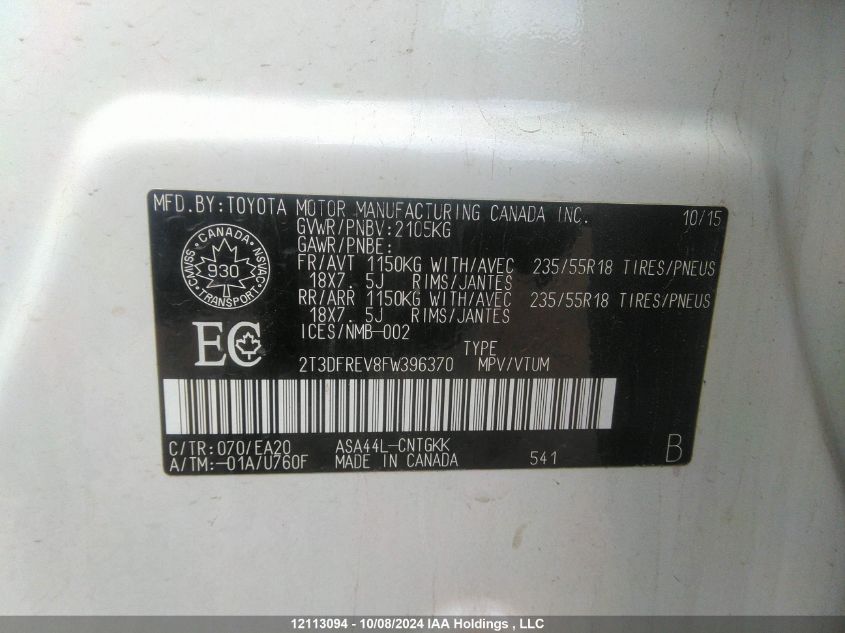 MFD.BY:TOYOTA MOTOR MANUFACTURING CANADA INC. 10/15
GVWR/PNBV:2105KG
GAWR/PNBE:
FR/AVT 1150KG WITH/AVEC 235/55R18 TIRES/PNEUS
18X7. 5J RIMS/JANTES
RR/ARR 1150KG WITH/AVEC 235/55R18 TIRES/PNEUS
18X7. 5J RIMS/JANTES
ICES/NMB-002
CANADA
CMVSS 930 NSVAC
TRANSPORT
EC
TYPE
2T3DFREV8FW396370 MPV/VTUM
C/TR:070/EA20 ASA44L-CNTGKK
A/TM:-01A/U760F MADE IN CANADA 541 B
12113094 - 10/08/2024 IAA Holdings , LLC